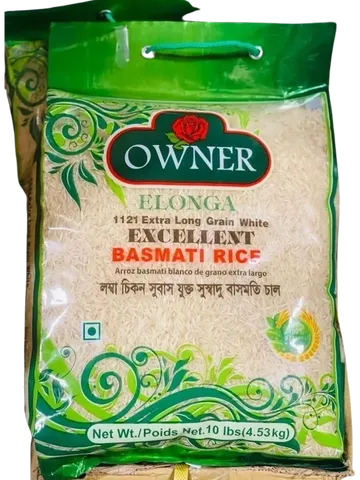 OWNER
ELONGA
1121 Extra Long Grain White
EXCELLENT
BASMATI RICE
Arroz basmati blanco de grano extra largo
লম্বা চিকন সুবাস যুক্ত সুস্বাদু বাসমতি চাল
Net Wt./Poids Net.10 lbs(4.53kg)